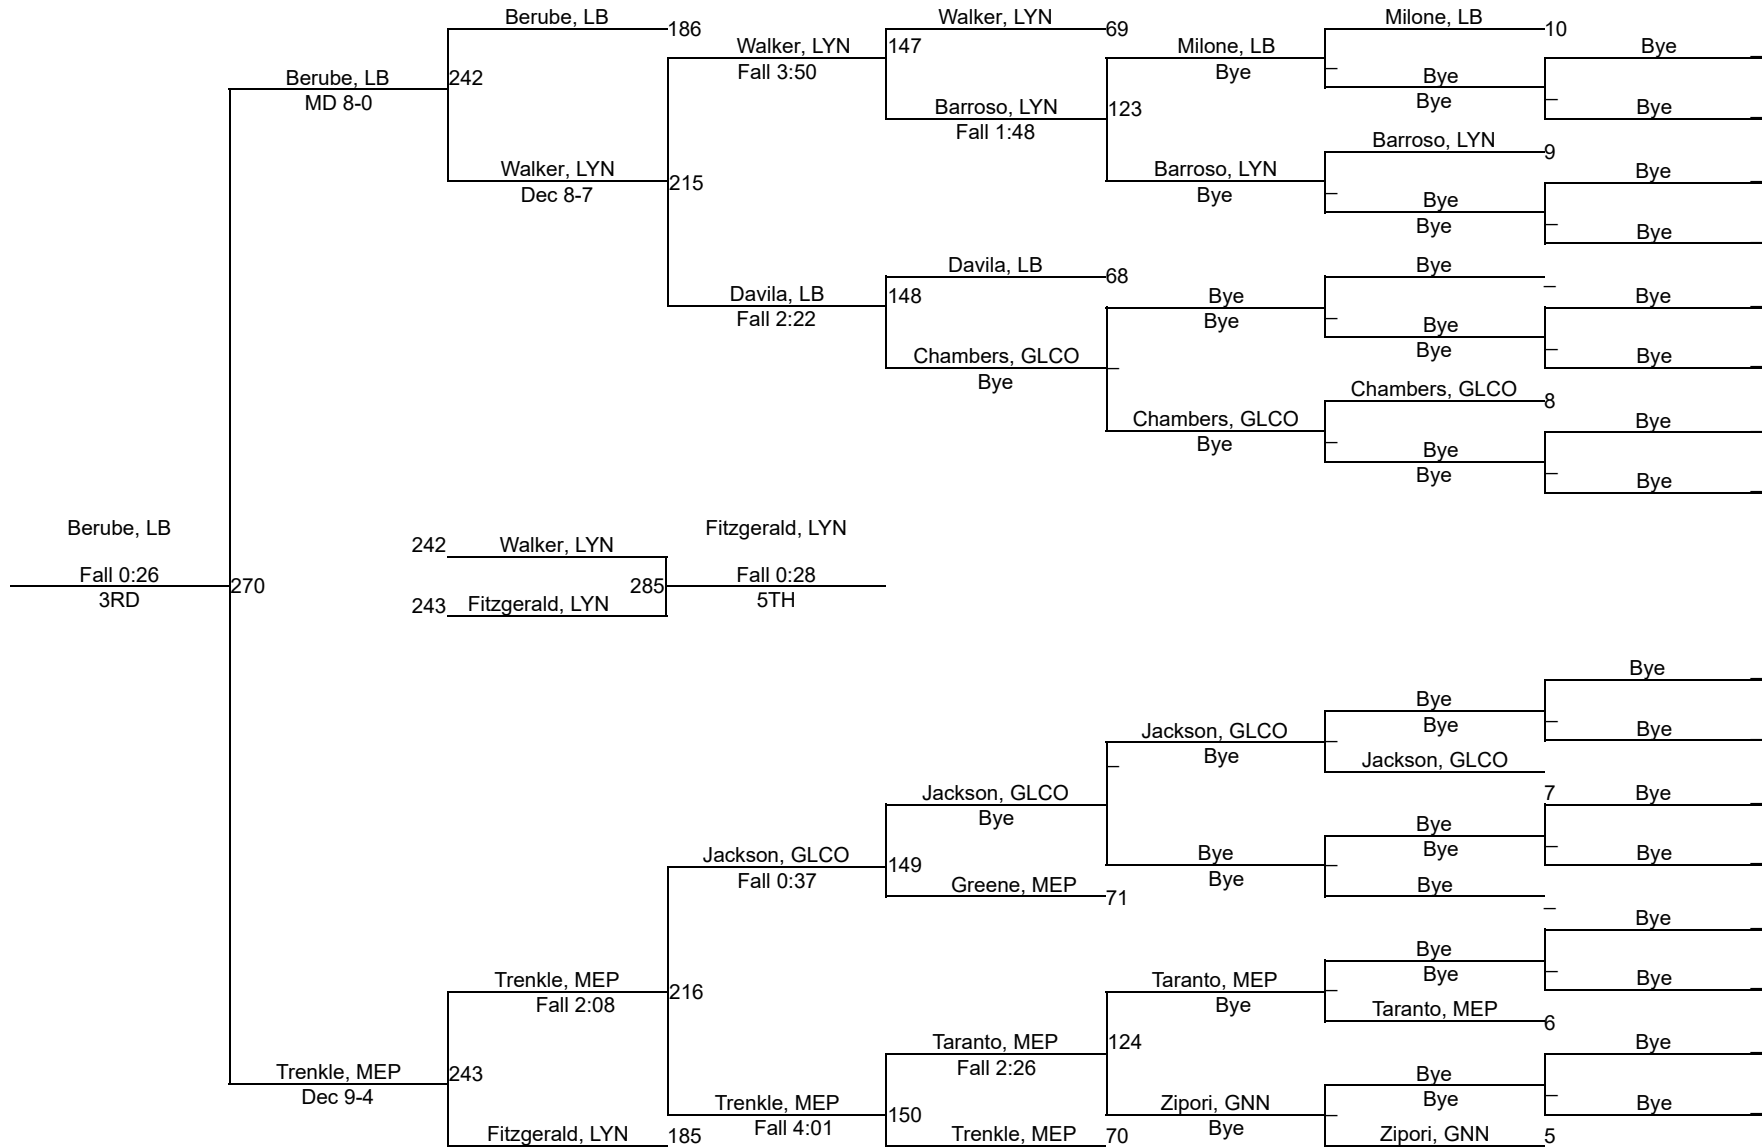 Berube, LB
186
Walker, LYN
69
Milone, LB
10
Walker, LYN
147
Milone, LB
Bye
Fall 3:50
Bye
Berube, LB
242
Bye
MD 8-0
Bye
Barroso, LYN
123
Bye
Fall 1:48
Barroso, LYN
9
Walker, LYN
215
Barroso, LYN
Bye
Dec 8-7
Bye
Bye
Bye
Bye
Davila, LB
68
Bye
Davila, LB
148
Bye
Bye
Fall 2:22
Bye
Bye
Bye
Chambers, GLCO
Bye
Bye
Chambers, GLCO
8
Chambers, GLCO
Bye
Bye
Bye
Bye
Bye
Berube, LB
Fitzgerald, LYN
242
Walker, LYN
Fall 0:26
270
285
Fall 0:28
3RD
243
Fitzgerald, LYN
5TH
Bye
Bye
Bye
Bye
Jackson, GLCO
Bye
Jackson, GLCO
Jackson, GLCO
7
Bye
Bye
Bye
Bye
Bye
Jackson, GLCO
149
Bye
Fall 0:37
Bye
Greene, MEP
71
Bye
Bye
Bye
Bye
Trenkle, MEP
216
Taranto, MEP
Bye
Fall 2:08
Bye
Taranto, MEP
6
Taranto, MEP
124
Bye
Fall 2:26
Trenkle, MEP
243
Bye
Dec 9-4
Bye
Bye
Trenkle, MEP
150
Zipori, GNN
Fall 4:01
Bye
Fitzgerald, LYN
185
Trenkle, MEP
70
Zipori, GNN
5